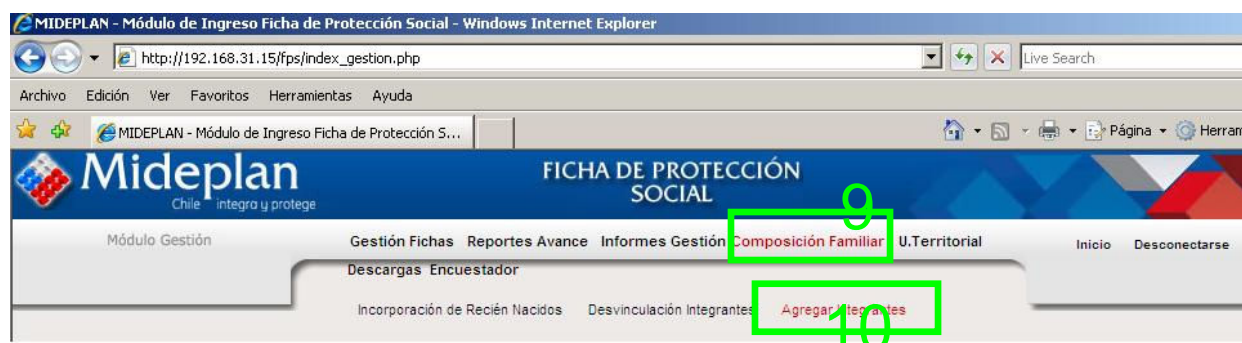 MIDEPLAN - Módulo de Ingreso Ficha de Protección Social - Windows Internet Explorer
http://192.168.31.15/fps/index_gestion.php Live Search
Archivo Edición Ver Favoritos Herramientas Ayuda
MIDEPLAN - Módulo de Ingreso Ficha de Protección S... Página Herram
Mideplan
Chile integra y protege
FICHA DE PROTECCIÓN
SOCIAL
9
Módulo Gestión Gestión Fichas Reportes Avance Informes Gestión Composición Familiar U.Territorial Inicio Desconectarse
Descargas Encuestador
Incorporación de Recién Nacidos Desvinculación Integrantes Agregar Integrantes
10